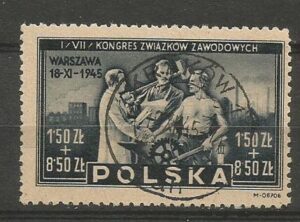 I/VII/ KONGRES ZWIĄZKÓW ZAWODOWYCH
WARSZAWA
18-XI-1945
KRAKÓW
1·50 ZŁ
+
8·50 ZŁ
1·50 ZŁ
+
8·50 ZŁ
POLSKA